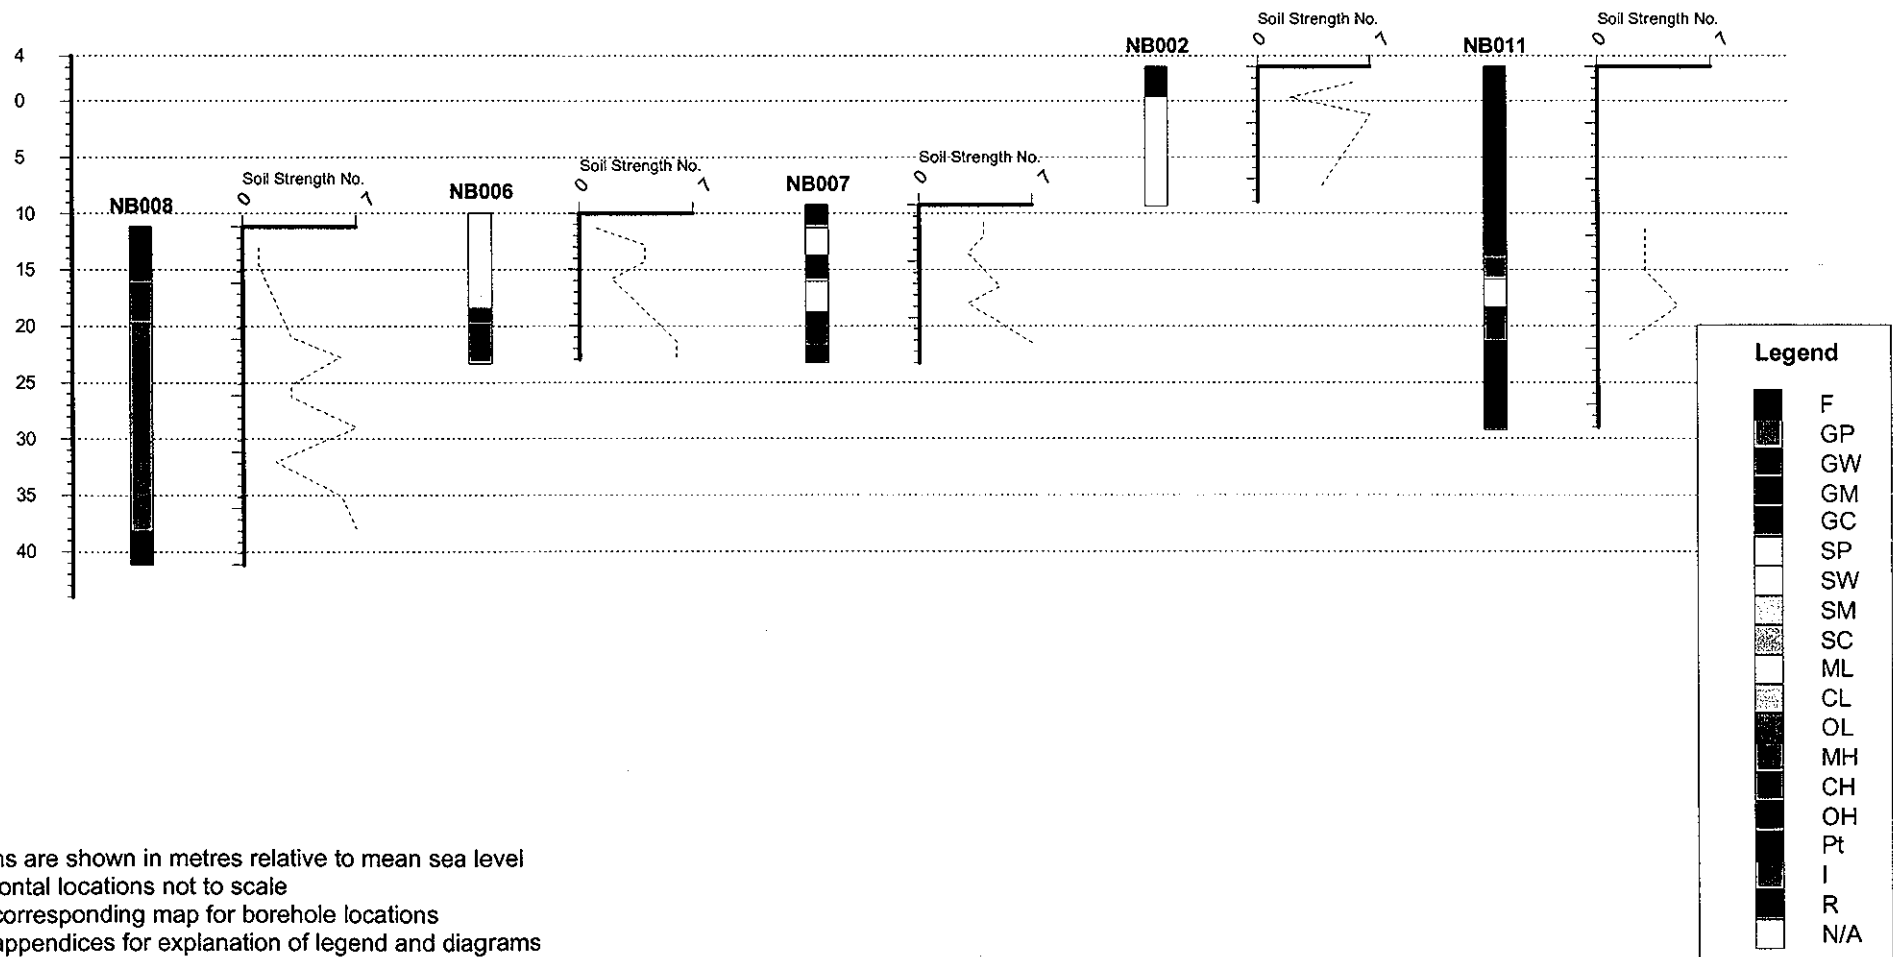 Soil Strength No.
0 7
NB002
Soil Strength No.
0 7
NB011
4
0
5
10
15
20
25
30
35
40
Soil Strength No.
0 7
NB008
Soil Strength No.
0 7
NB006
Soil Strength No.
0 7
NB007
Legend
F
GP
GW
GM
GC
SP
SW
SM
SC
ML
CL
OL
MH
CH
OH
Pt
I
R
N/A
ns are shown in metres relative to mean sea level
ontal locations not to scale
corresponding map for borehole locations
appendices for explanation of legend and diagrams